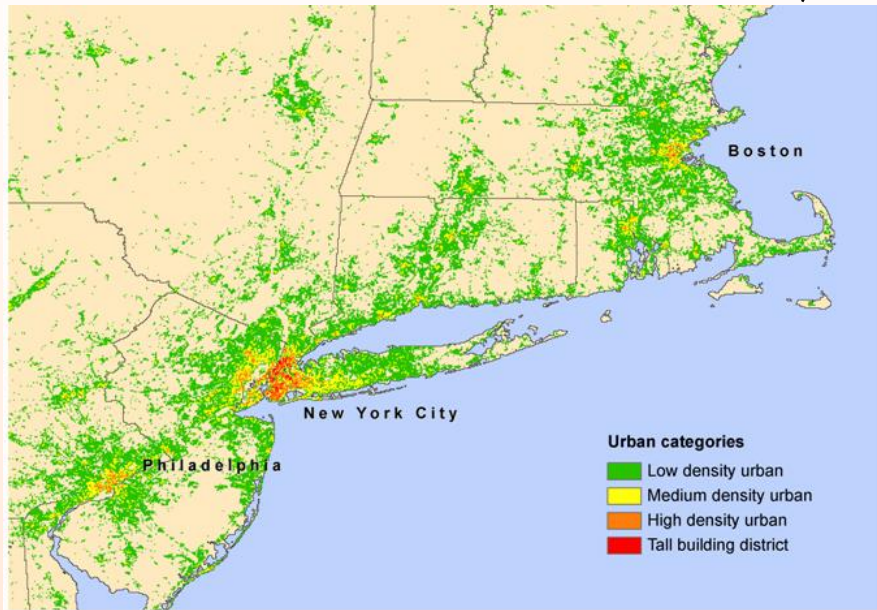 Boston
New York City
Philadelphia
Urban categories
Low density urban
Medium density urban
High density urban
Tall building district